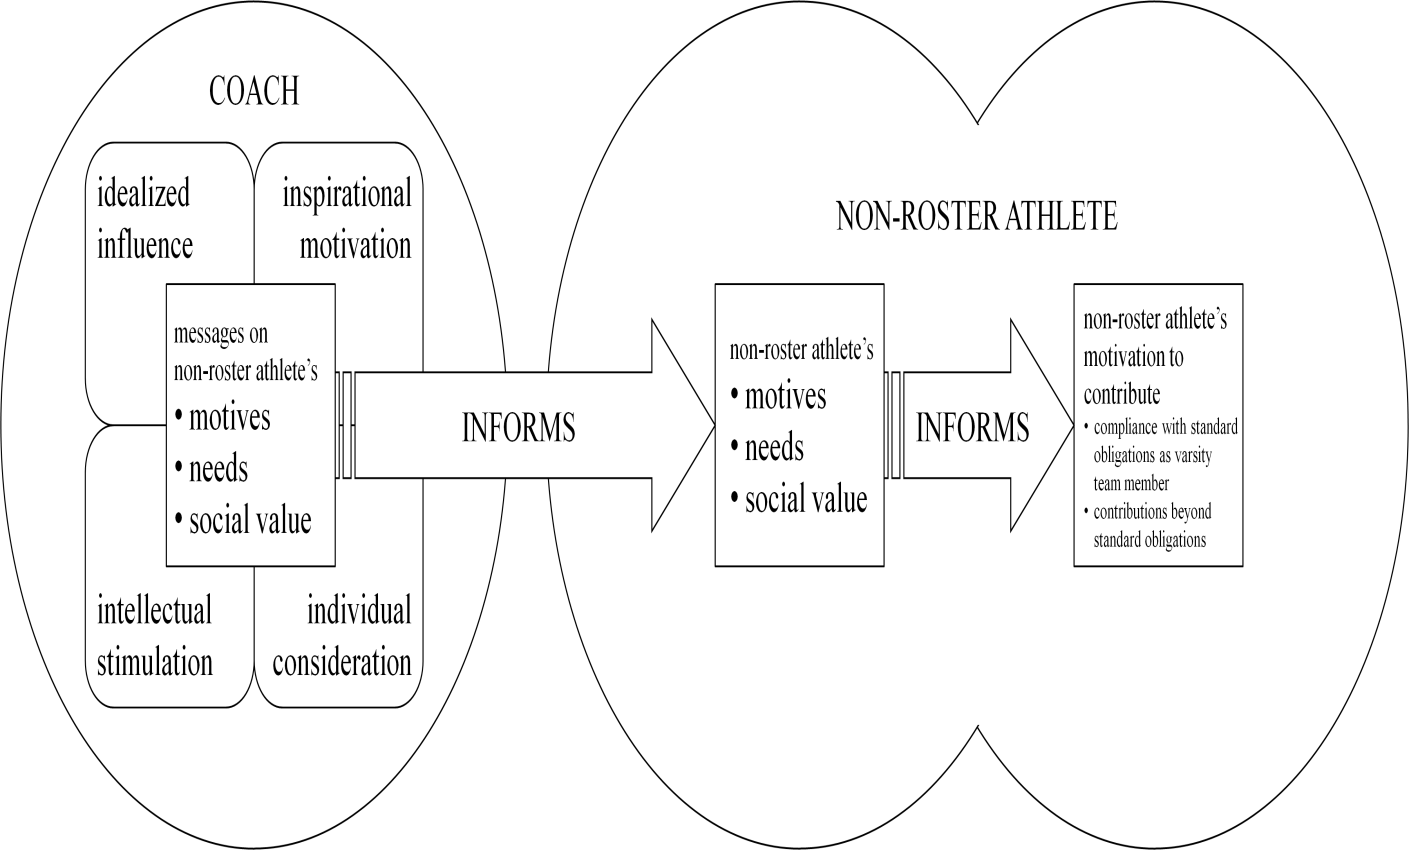 COACH
idealized
influence
inspirational
motivation
messages on
non-roster athlete’s
• motives
• needs
• social value
intellectual
stimulation
individual
consideration
INFORMS
NON-ROSTER ATHLETE
non-roster athlete’s
• motives
• needs
• social value
INFORMS
non-roster athlete’s
motivation to
contribute
• compliance with standard
obligations as varsity
team member
• contributions beyond
standard obligations